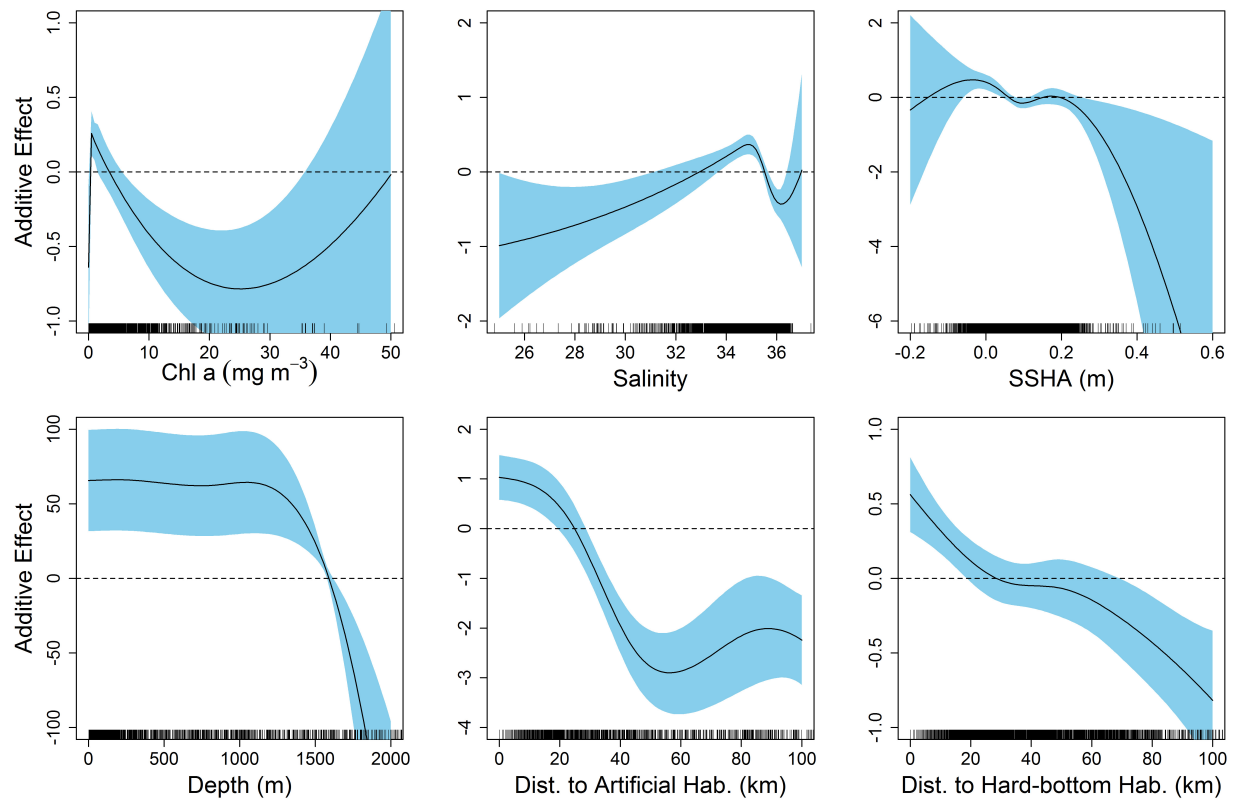 Additive Effect
1.0
0.5
0.0
-0.5
-1.0
0 10 20 30 40 50
Chl a (mg m⁻³)
2
1
0
-1
-2
26 28 30 32 34 36
Salinity
2
0
-2
-4
-6
-0.2 0.0 0.2 0.4 0.6
SSHA (m)
Additive Effect
100
50
0
-50
-100
0 500 1000 1500 2000
Depth (m)
2
1
0
-1
-2
-3
-4
0 20 40 60 80 100
Dist. to Artificial Hab. (km)
1.0
0.5
0.0
-0.5
-1.0
0 20 40 60 80 100
Dist. to Hard-bottom Hab. (km)